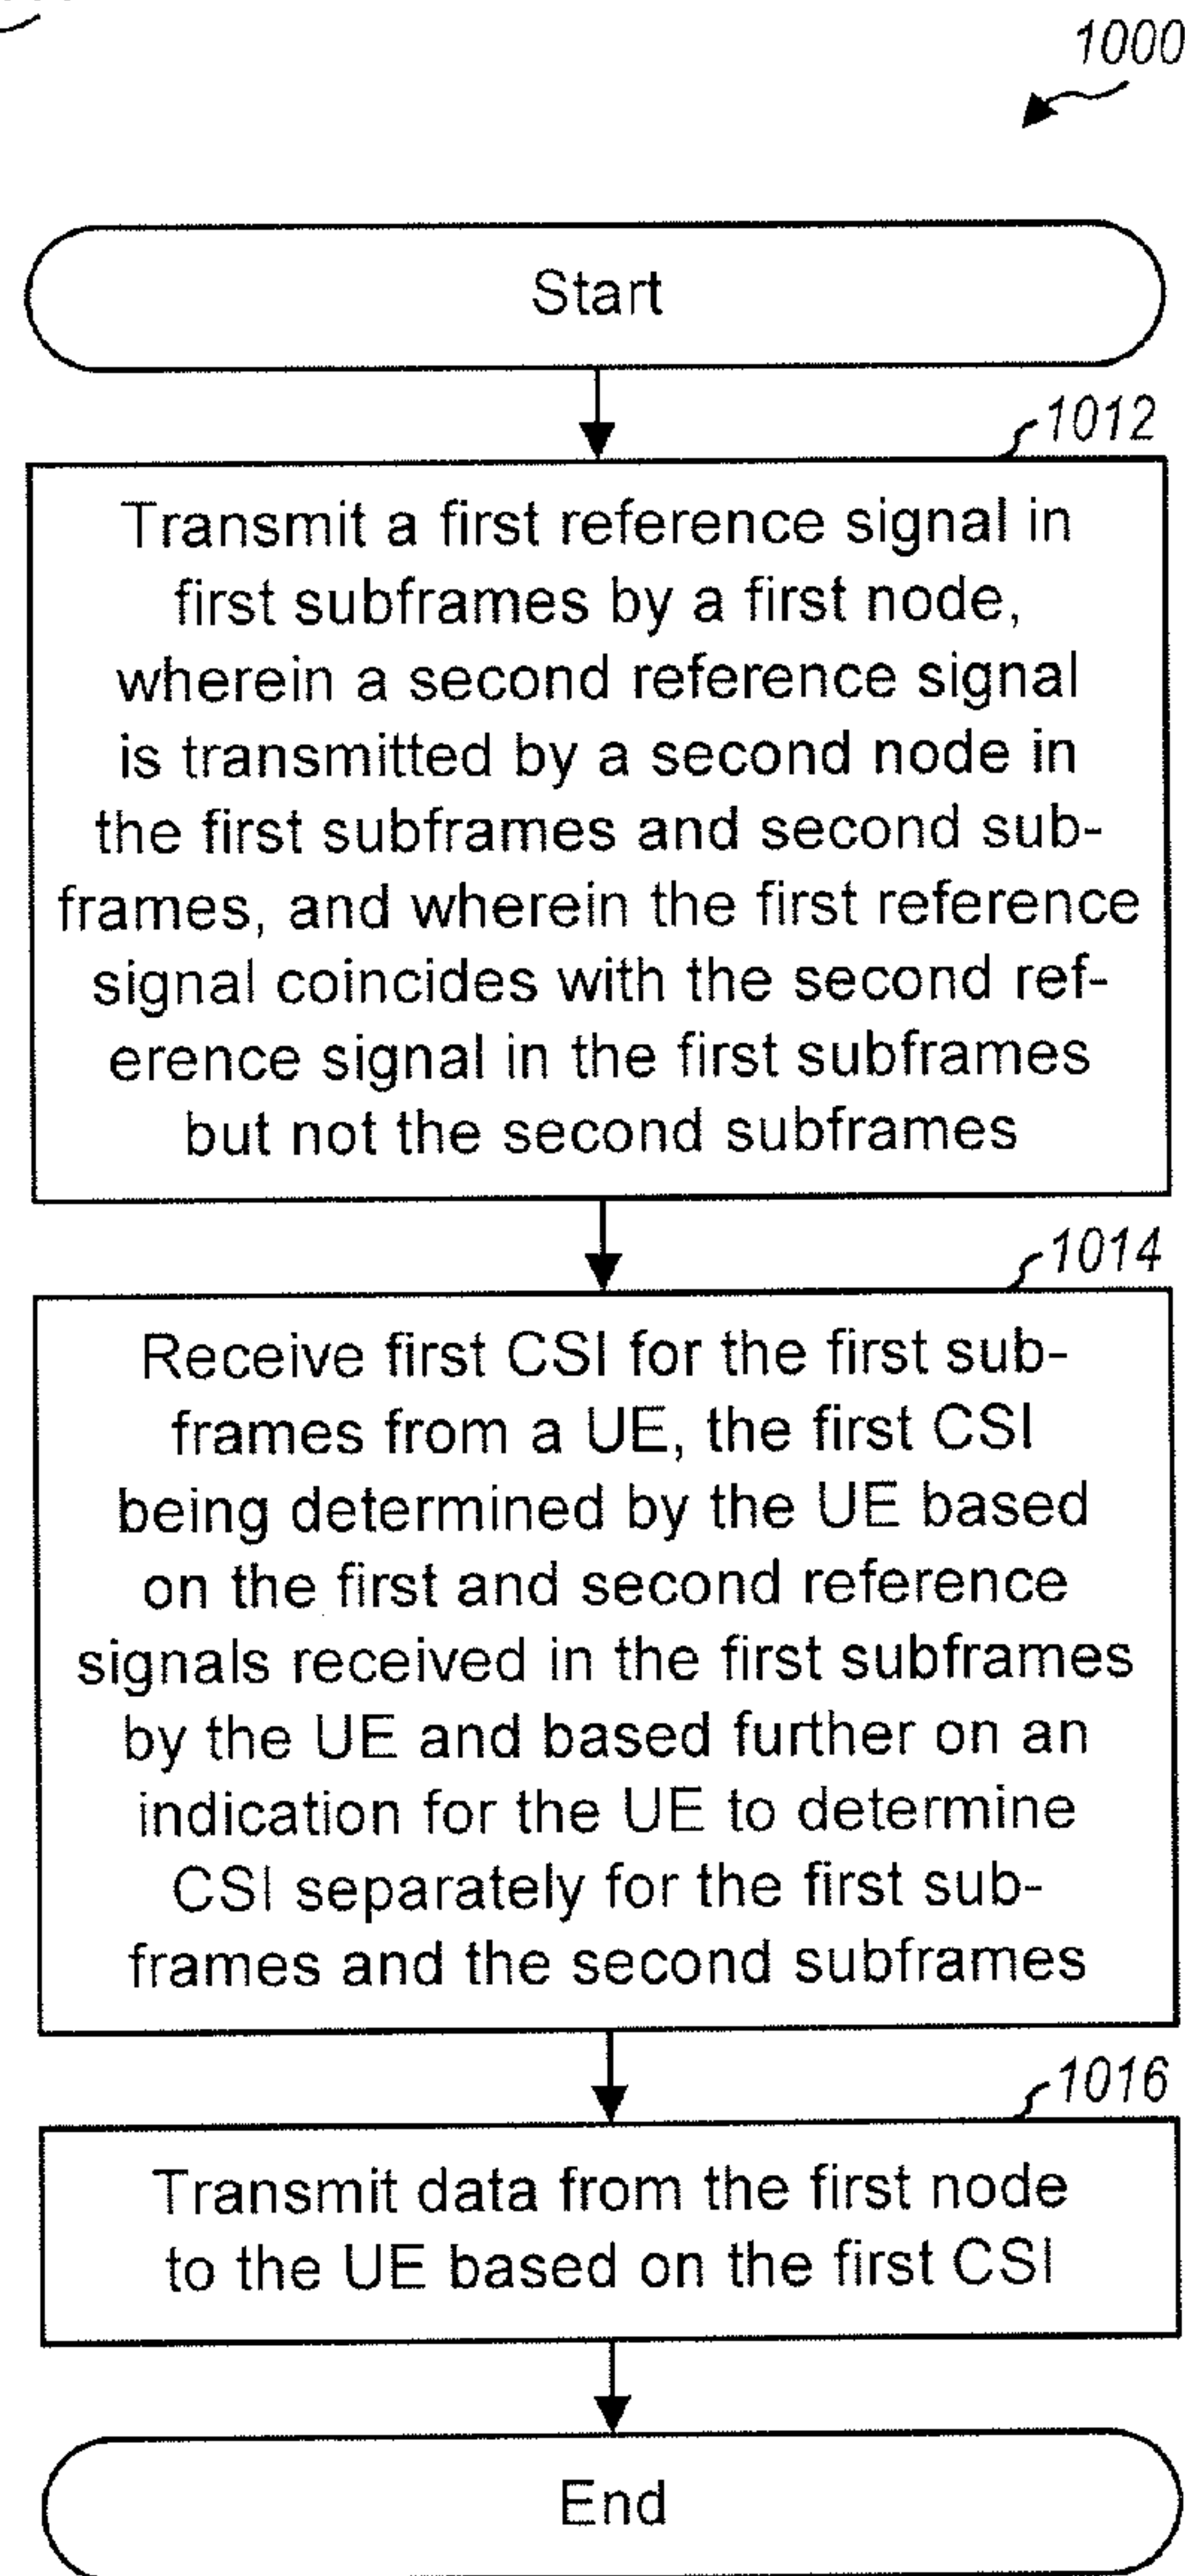 1000
Start
1012
Transmit a first reference signal in
first subframes by a first node,
wherein a second reference signal
is transmitted by a second node in
the first subframes and second sub-
frames, and wherein the first reference
signal coincides with the second ref-
erence signal in the first subframes
but not the second subframes
1014
Receive first CSI for the first sub-
frames from a UE, the first CSI
being determined by the UE based
on the first and second reference
signals received in the first subframes
by the UE and based further on an
indication for the UE to determine
CSI separately for the first sub-
frames and the second subframes
1016
Transmit data from the first node
to the UE based on the first CSI
End